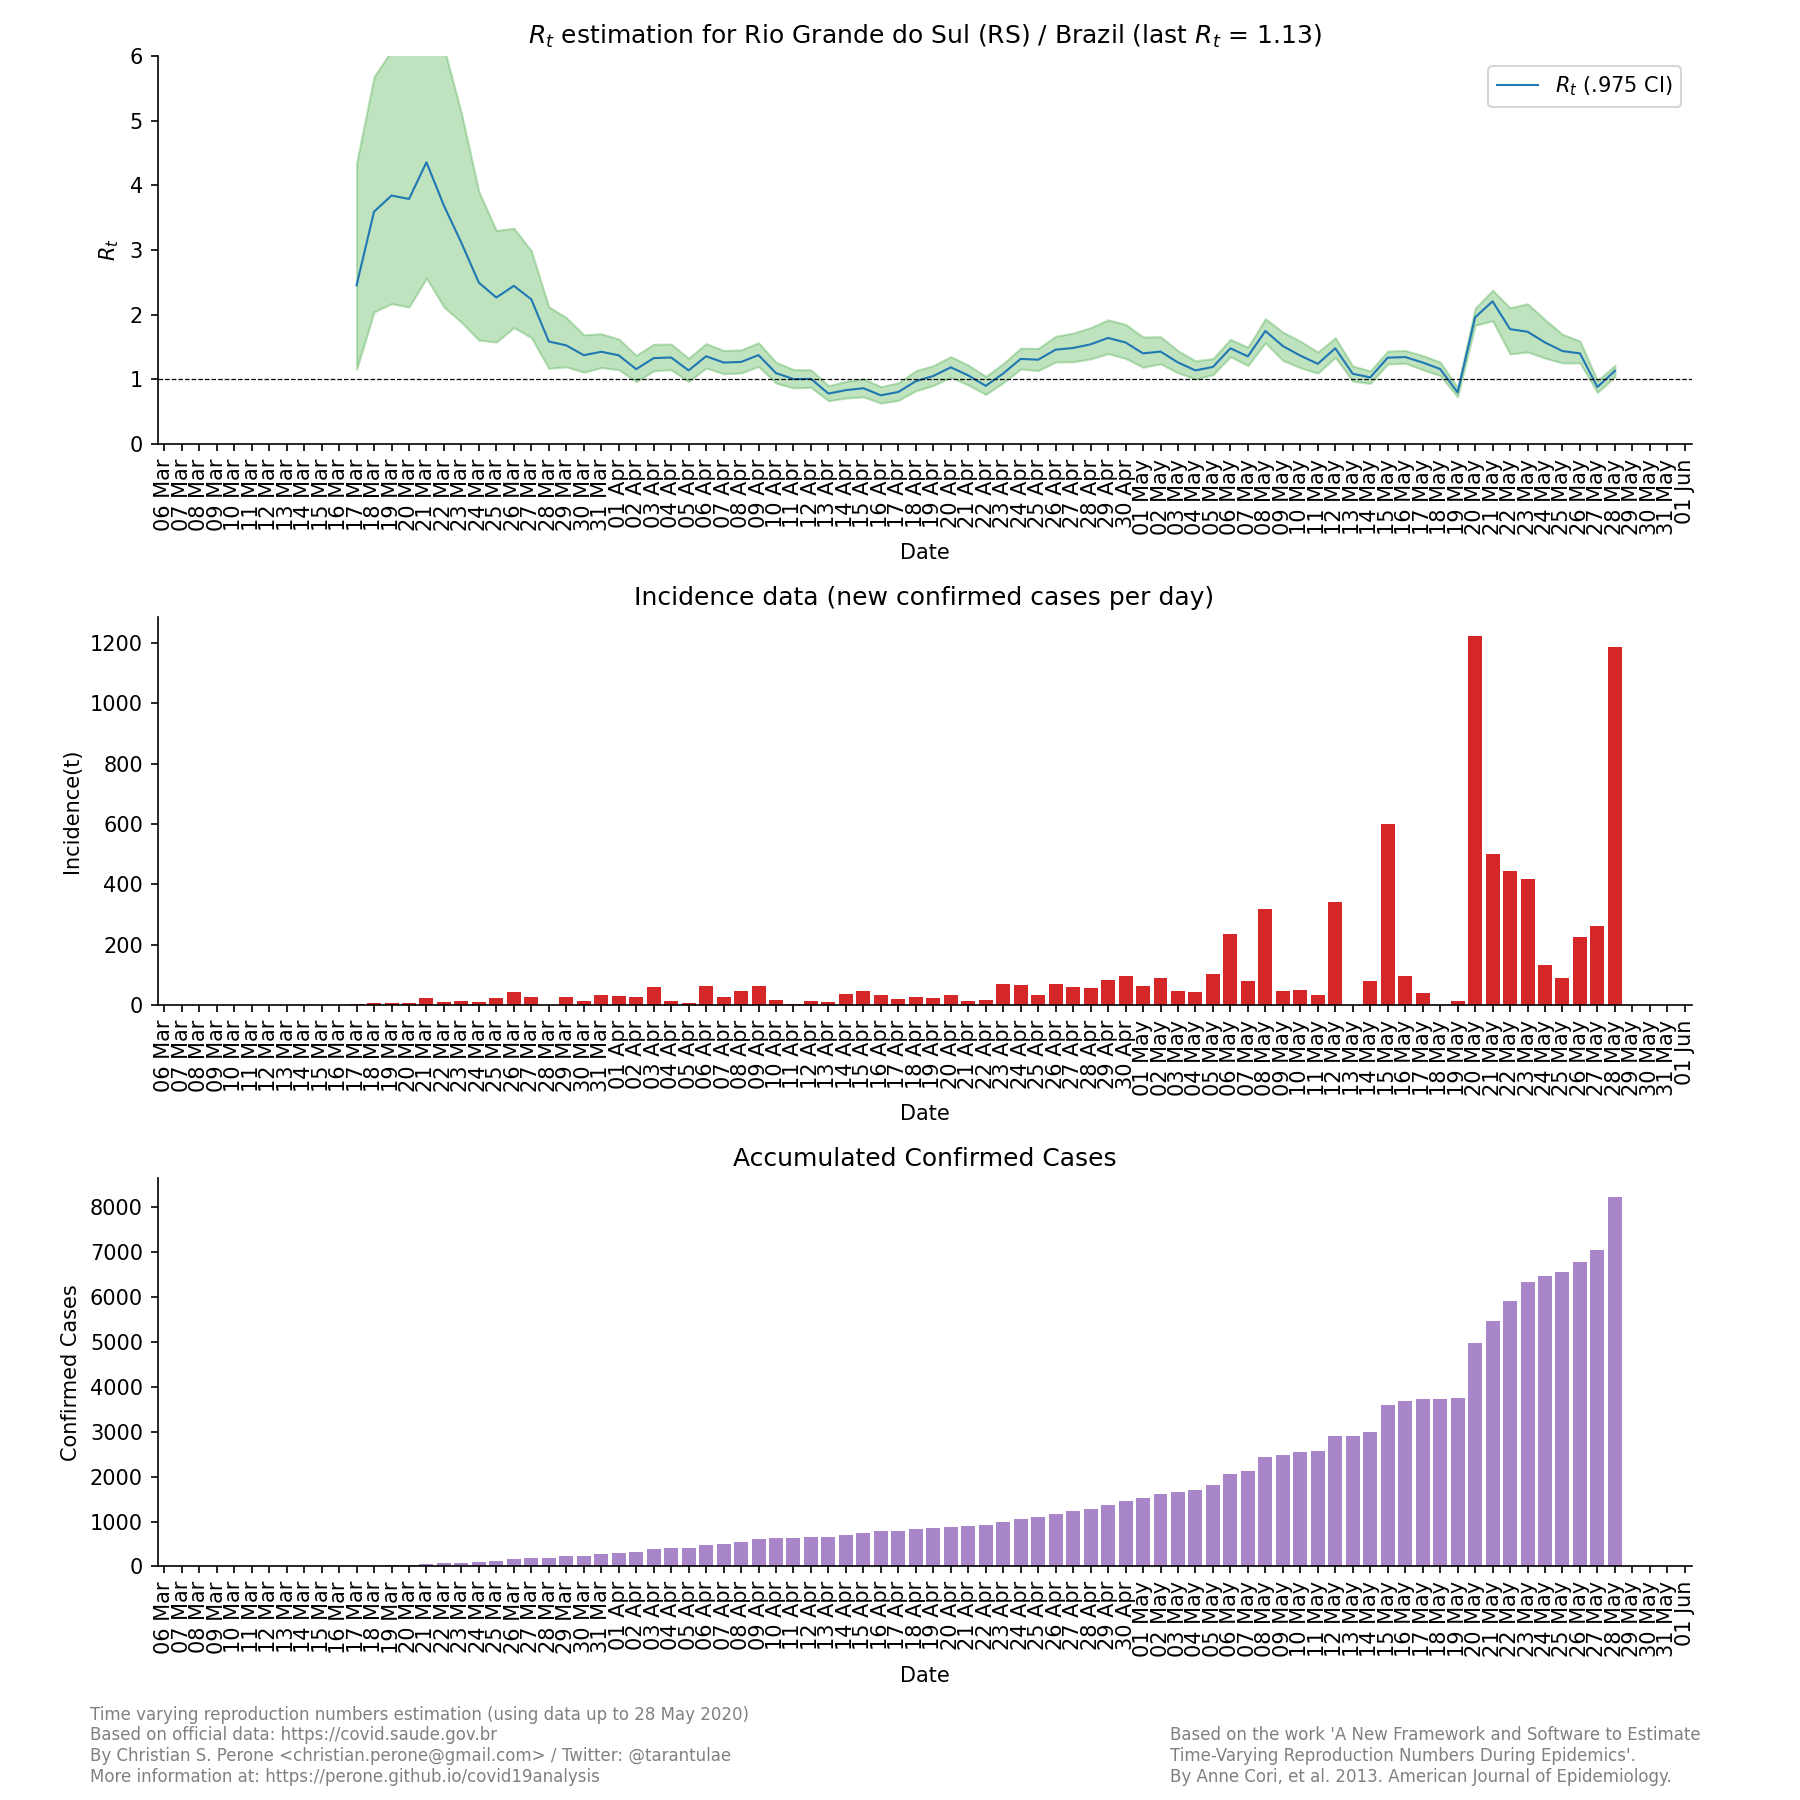 R_t estimation for Rio Grande do Sul (RS) / Brazil (last R_t = 1.13)
R_t (.975 CI)
6
5
4
3
2
1
0
R_t
06 Mar
07 Mar
08 Mar
09 Mar
10 Mar
11 Mar
12 Mar
13 Mar
14 Mar
15 Mar
16 Mar
17 Mar
18 Mar
19 Mar
20 Mar
21 Mar
22 Mar
23 Mar
24 Mar
25 Mar
26 Mar
27 Mar
28 Mar
29 Mar
30 Mar
31 Mar
01 Apr
02 Apr
03 Apr
04 Apr
05 Apr
06 Apr
07 Apr
08 Apr
09 Apr
10 Apr
11 Apr
12 Apr
13 Apr
14 Apr
15 Apr
16 Apr
17 Apr
18 Apr
19 Apr
20 Apr
21 Apr
22 Apr
23 Apr
24 Apr
25 Apr
26 Apr
27 Apr
28 Apr
29 Apr
30 Apr
01 May
02 May
03 May
04 May
05 May
06 May
07 May
08 May
09 May
10 May
11 May
12 May
13 May
14 May
15 May
16 May
17 May
18 May
19 May
20 May
21 May
22 May
23 May
24 May
25 May
26 May
27 May
28 May
29 May
30 May
31 May
01 Jun
Date
Incidence data (new confirmed cases per day)
1200
1000
800
600
400
200
0
Incidence(t)
06 Mar
07 Mar
08 Mar
09 Mar
10 Mar
11 Mar
12 Mar
13 Mar
14 Mar
15 Mar
16 Mar
17 Mar
18 Mar
19 Mar
20 Mar
21 Mar
22 Mar
23 Mar
24 Mar
25 Mar
26 Mar
27 Mar
28 Mar
29 Mar
30 Mar
31 Mar
01 Apr
02 Apr
03 Apr
04 Apr
05 Apr
06 Apr
07 Apr
08 Apr
09 Apr
10 Apr
11 Apr
12 Apr
13 Apr
14 Apr
15 Apr
16 Apr
17 Apr
18 Apr
19 Apr
20 Apr
21 Apr
22 Apr
23 Apr
24 Apr
25 Apr
26 Apr
27 Apr
28 Apr
29 Apr
30 Apr
01 May
02 May
03 May
04 May
05 May
06 May
07 May
08 May
09 May
10 May
11 May
12 May
13 May
14 May
15 May
16 May
17 May
18 May
19 May
20 May
21 May
22 May
23 May
24 May
25 May
26 May
27 May
28 May
29 May
30 May
31 May
01 Jun
Date
Accumulated Confirmed Cases
8000
7000
6000
5000
4000
3000
2000
1000
0
Confirmed Cases
06 Mar
07 Mar
08 Mar
09 Mar
10 Mar
11 Mar
12 Mar
13 Mar
14 Mar
15 Mar
16 Mar
17 Mar
18 Mar
19 Mar
20 Mar
21 Mar
22 Mar
23 Mar
24 Mar
25 Mar
26 Mar
27 Mar
28 Mar
29 Mar
30 Mar
31 Mar
01 Apr
02 Apr
03 Apr
04 Apr
05 Apr
06 Apr
07 Apr
08 Apr
09 Apr
10 Apr
11 Apr
12 Apr
13 Apr
14 Apr
15 Apr
16 Apr
17 Apr
18 Apr
19 Apr
20 Apr
21 Apr
22 Apr
23 Apr
24 Apr
25 Apr
26 Apr
27 Apr
28 Apr
29 Apr
30 Apr
01 May
02 May
03 May
04 May
05 May
06 May
07 May
08 May
09 May
10 May
11 May
12 May
13 May
14 May
15 May
16 May
17 May
18 May
19 May
20 May
21 May
22 May
23 May
24 May
25 May
26 May
27 May
28 May
29 May
30 May
31 May
01 Jun
Date
Time varying reproduction numbers estimation (using data up to 28 May 2020)
Based on official data: https://covid.saude.gov.br
By Christian S. Perone <christian.perone@gmail.com> / Twitter: @tarantulae
More information at: https://perone.github.io/covid19analysis
Based on the work 'A New Framework and Software to Estimate
Time-Varying Reproduction Numbers During Epidemics'.
By Anne Cori, et al. 2013. American Journal of Epidemiology.